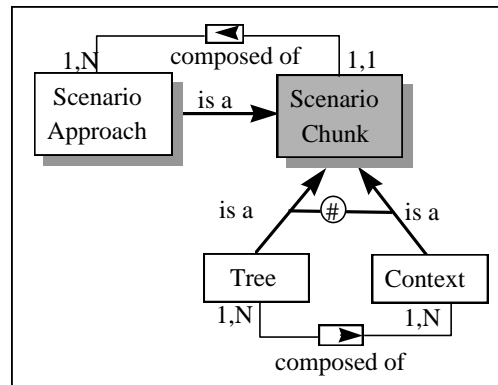 composed of
1,N
1,1
Scenario
Approach
is a
Scenario
Chunk
is a
#
is a
Tree
Context
1,N
1,N
composed of